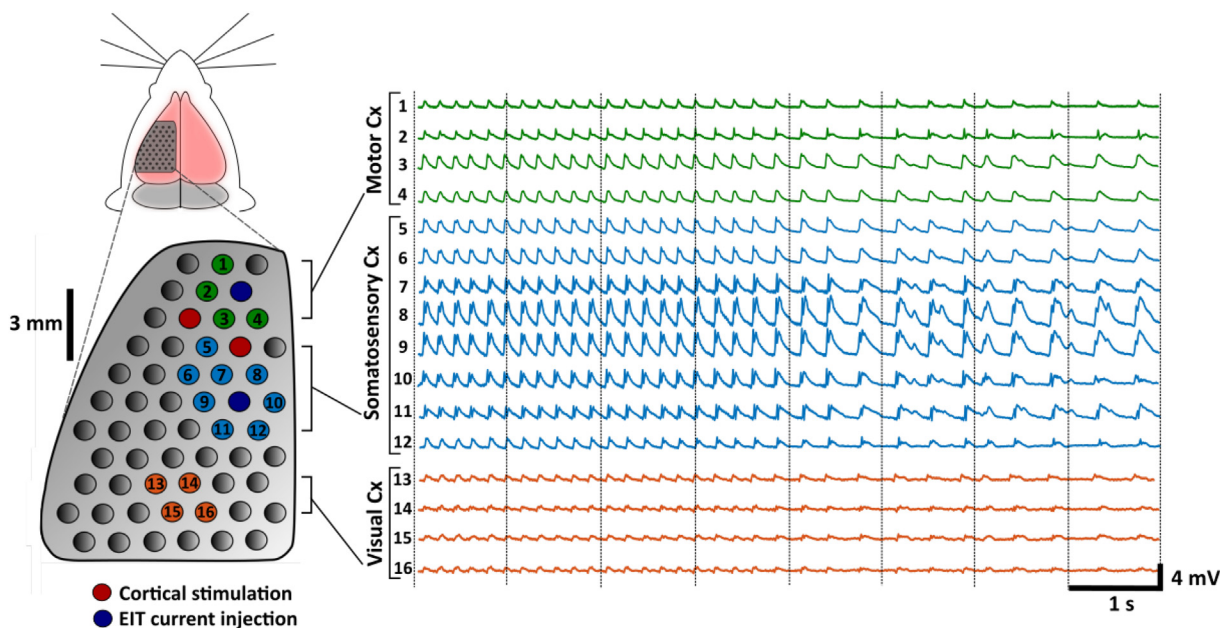 3 mm
1
2
3 4
5
6 7 8
9 10
11 12
13 14
15 16
Cortical stimulation
EIT current injection
Motor Cx
1
2
3
4
Somatosensory Cx
5
6
7
8
9
10
11
12
Visual Cx
13
14
15
16
4 mV
1 s